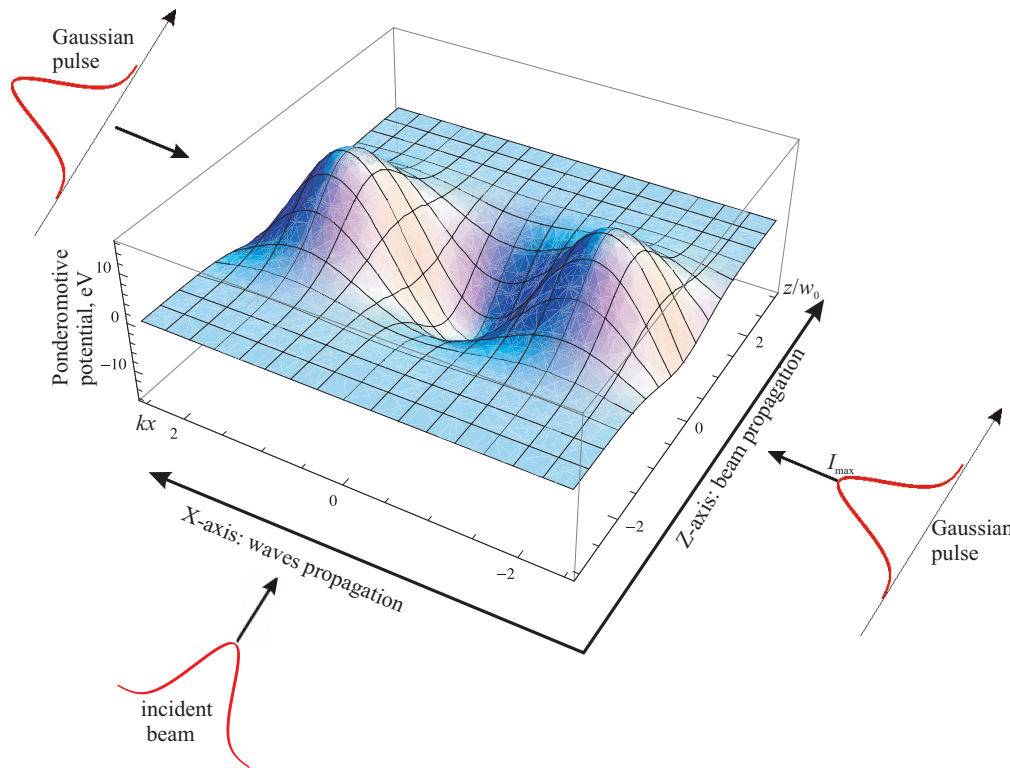 Gaussian
pulse
Ponderomotive
potential, eV
10
0
−10
kx
2
0
−2
X-axis: waves propagation
z/w₀
2
0
−2
Z-axis: beam propagation
I_max
Gaussian
pulse
incident
beam